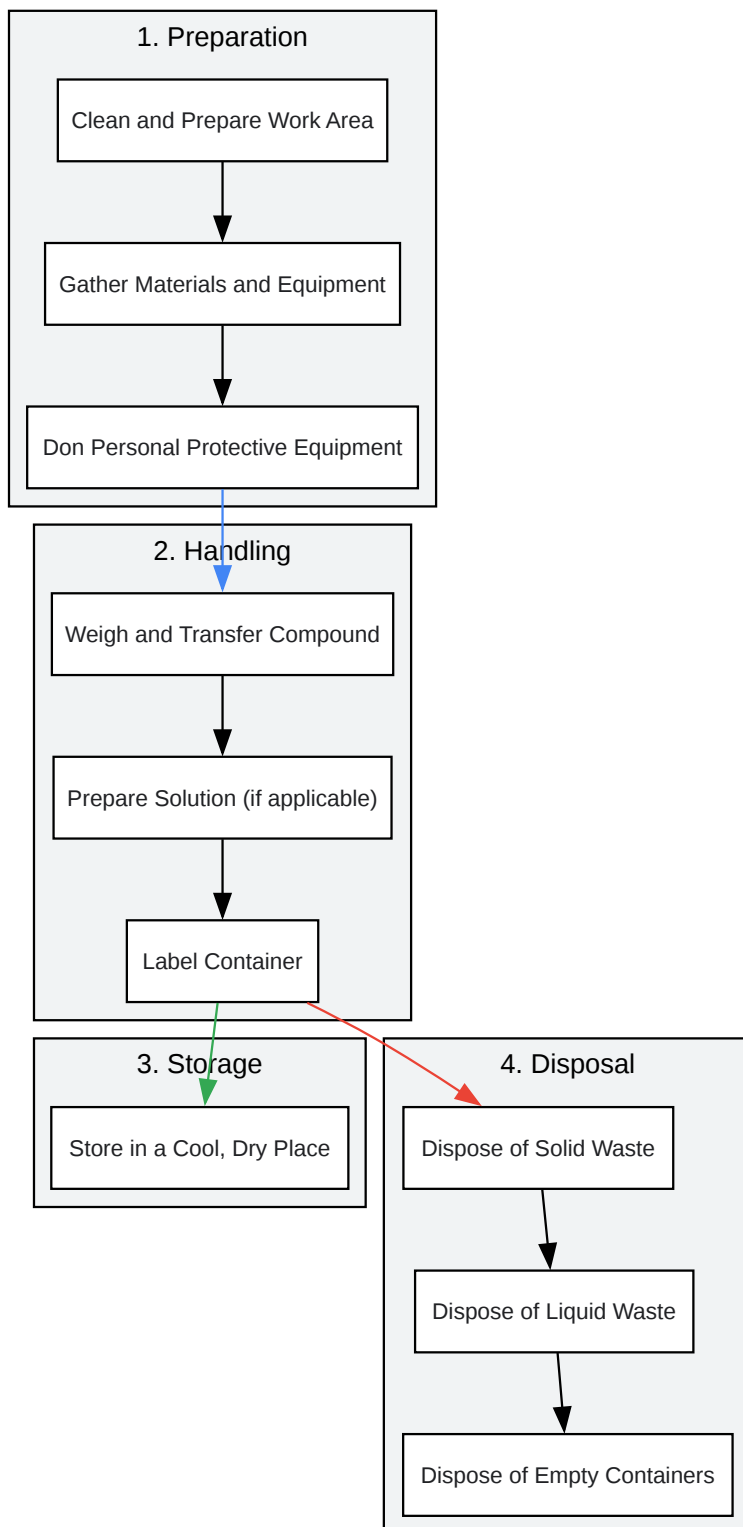 1. Preparation
Clean and Prepare Work Area
Gather Materials and Equipment
Don Personal Protective Equipment
2. Handling
Weigh and Transfer Compound
Prepare Solution (if applicable)
Label Container
3. Storage
Store in a Cool, Dry Place
4. Disposal
Dispose of Solid Waste
Dispose of Liquid Waste
Dispose of Empty Containers